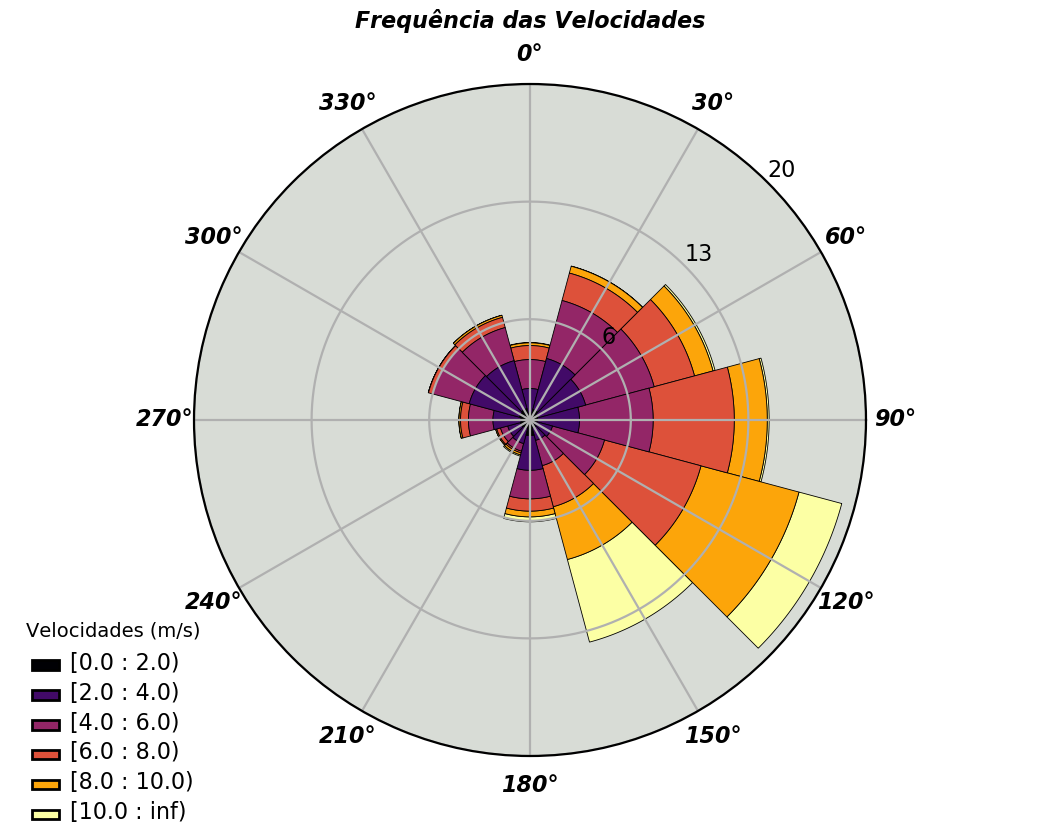 Frequência das Velocidades
0°
330°
30°
20
300°
60°
13
6
270°
90°
240°
120°
210°
150°
180°
Velocidades (m/s)
[0.0 : 2.0)
[2.0 : 4.0)
[4.0 : 6.0)
[6.0 : 8.0)
[8.0 : 10.0)
[10.0 : inf)